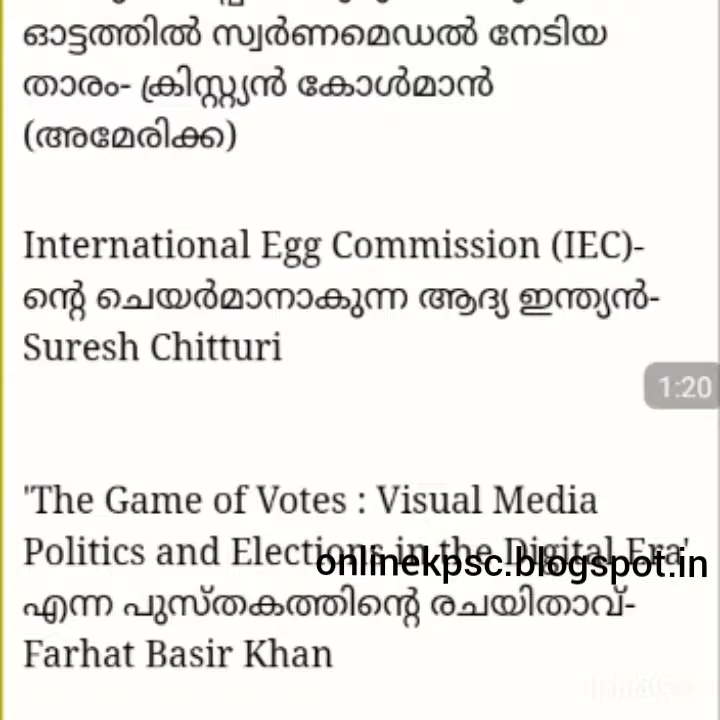 ഓട്ടത്തിൽ സ്വർണമെഡൽ നേടിയ
താരം- ക്രിസ്റ്റ്യൻ കോൾമാൻ
(അമേരിക്ക)
International Egg Commission (IEC)-
ന്റെ ചെയർമാനാകുന്ന ആദ്യ ഇന്ത്യൻ-
Suresh Chitturi
1:20
'The Game of Votes : Visual Media
Politics and Elections in the Digital Era'
onlinekpsc.blogspot.in
എന്ന പുസ്തകത്തിന്റെ രചയിതാവ്-
Farhat Basir Khan